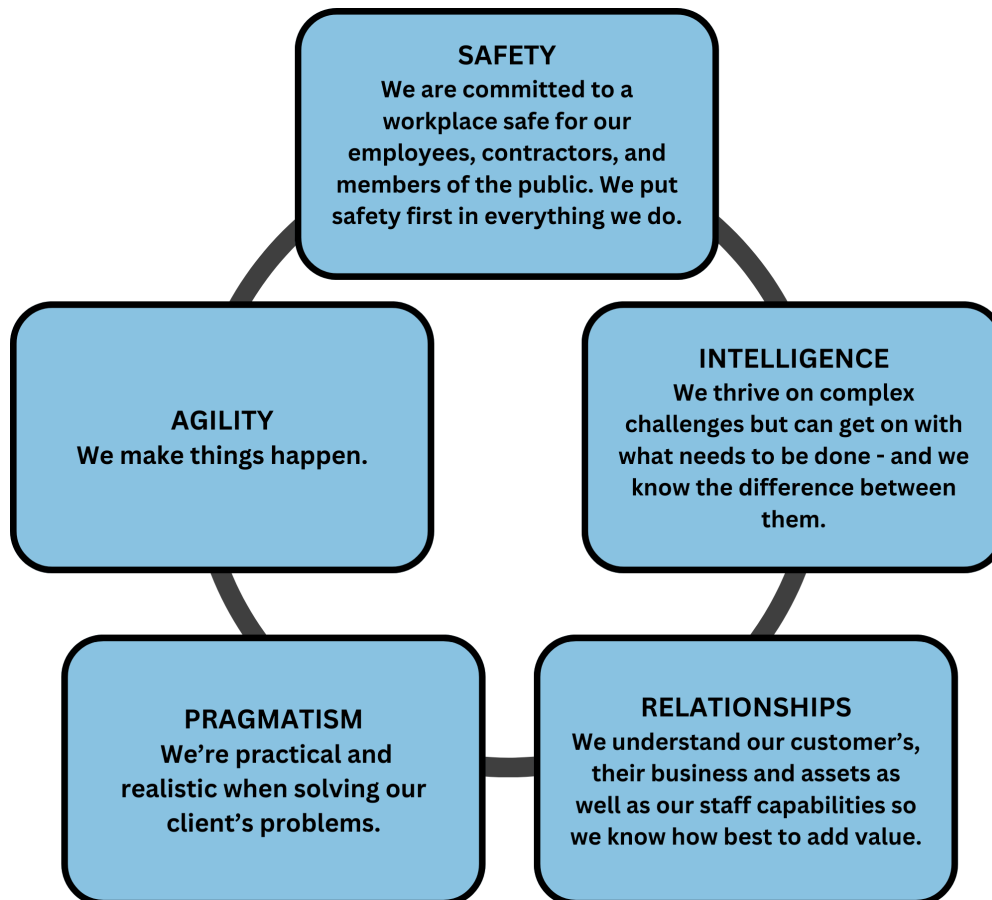 SAFETY
We are committed to a
workplace safe for our
employees, contractors, and
members of the public. We put
safety first in everything we do.
AGILITY
We make things happen.
INTELLIGENCE
We thrive on complex
challenges but can get on with
what needs to be done - and we
know the difference between
them.
PRAGMATISM
We’re practical and
realistic when solving our
client’s problems.
RELATIONSHIPS
We understand our customer’s,
their business and assets as
well as our staff capabilities so
we know how best to add value.